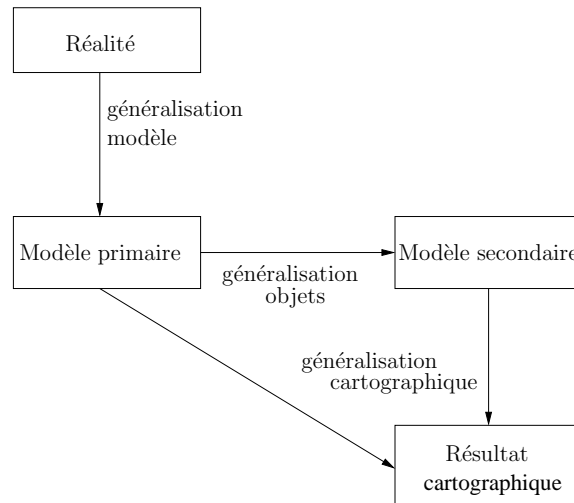 Réalité
généralisation
modèle
Modèle primaire
Modèle secondaire
généralisation
objets
généralisation
cartographique
Résultat
cartographique